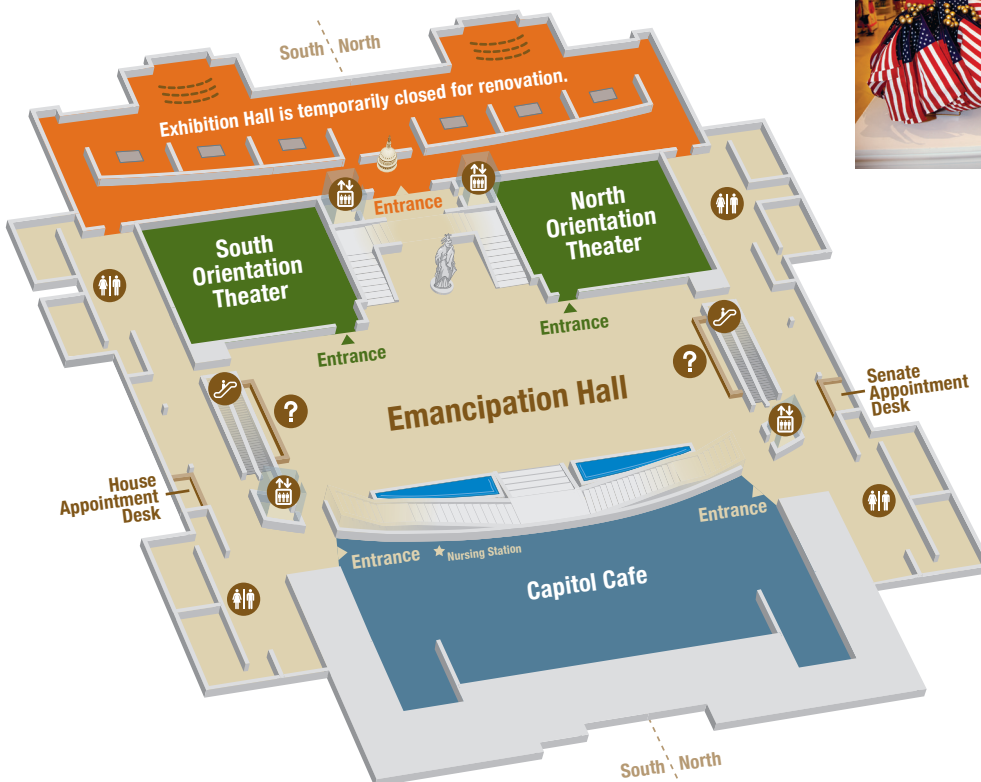 South North
Exhibition Hall is temporarily closed for renovation.
Entrance
South
Orientation
Theater
North
Orientation
Theater
Entrance
Entrance
?
?
Emancipation Hall
Senate
Appointment
Desk
House
Appointment
Desk
Entrance
Entrance
Nursing Station
Capitol Cafe
South North